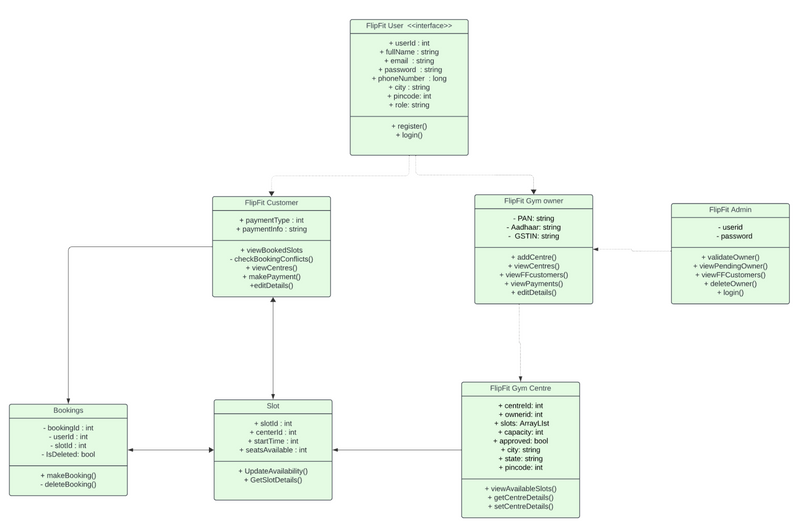 FlipFit User <<interface>>
+ userId : int
+ fullName : string
+ email : string
+ password : string
+ phoneNumber : long
+ city : string
+ pincode: int
+ role: string
+ register()
+ login()
FlipFit Customer
+ paymentType : int
+ paymentInfo : string
+ viewBookedSlots
- checkBookingConflicts()
+ viewCentres()
+ makePayment()
+editDetails()
FlipFit Gym owner
- PAN: string
- Aadhaar: string
- GSTIN: string
+ addCentre()
+ viewCentres()
+ viewFFcustomers()
+ viewPayments()
+ editDetails()
FlipFit Admin
- userid
- password
+ validateOwner()
+ viewPendingOwner()
+ viewFFCustomers()
+ deleteOwner()
+ login()
Bookings
- bookingId : int
- userId : int
- slotId : int
- IsDeleted: bool
+ makeBooking()
- deleteBooking()
Slot
+ slotId : int
+ centerId : int
+ startTime : int
+ seatsAvailable : int
+ UpdateAvailability()
+ GetSlotDetails()
FlipFit Gym Centre
+ centreId: int
+ ownerid: int
+ slots: ArrayLIst
+ capacity: int
+ approved: bool
+ city: string
+ state: string
+ pincode: int
+ viewAvailableSlots()
+ getCentreDetails()
+ setCentreDetails()